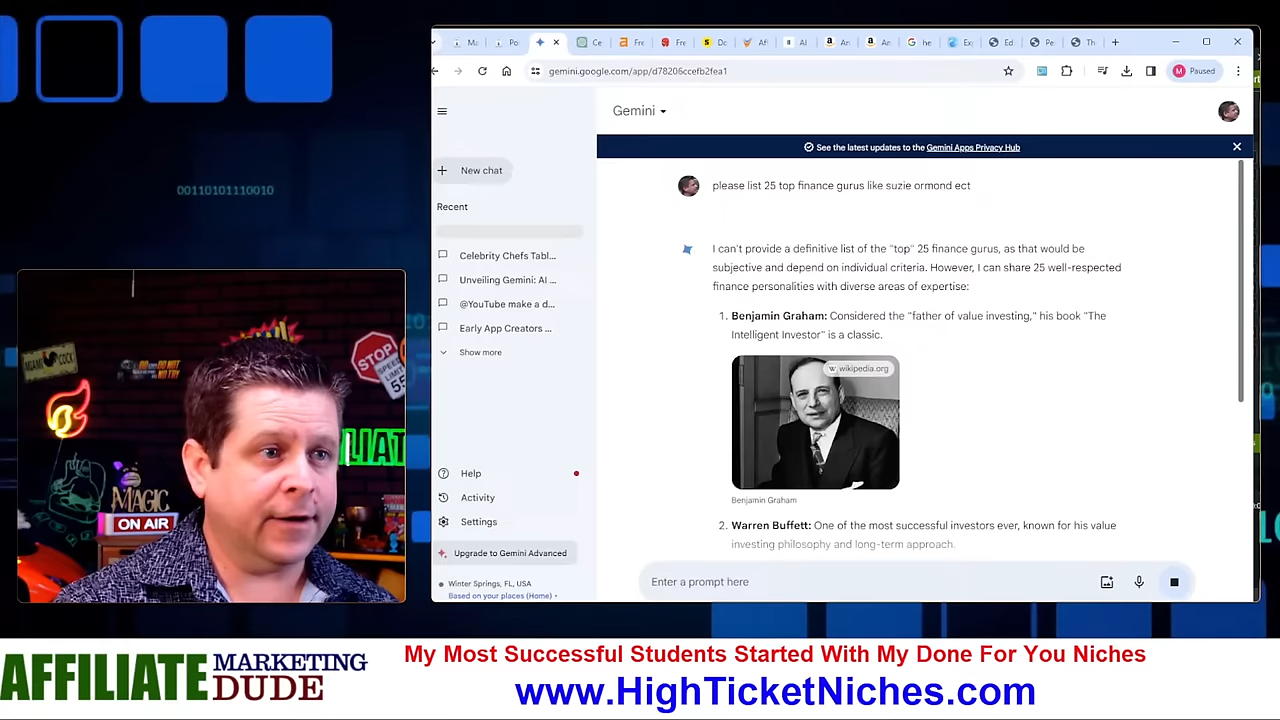 00110101110010
MIAMI COCK
STOP
SPEED
LIMIT
55
MAGIC
ON AIR
gemini.google.com/app/d78206ccefb2fea1
M Paused
Gemini
See the latest updates to the Gemini Apps Privacy Hub
New chat
Recent
Celebrity Chefs Tabl...
Unveiling Gemini: AI ...
@YouTube make a d...
Early App Creators ...
Show more
Help
Activity
Settings
Upgrade to Gemini Advanced
Winter Springs, FL, USA
Based on your places (Home) •
please list 25 top finance gurus like suzie ormond ect
I can't provide a definitive list of the "top" 25 finance gurus, as that would be
subjective and depend on individual criteria. However, I can share 25 well-respected
finance personalities with diverse areas of expertise:
1. Benjamin Graham: Considered the "father of value investing," his book "The
Intelligent Investor" is a classic.
W wikipedia.org
Benjamin Graham
2. Warren Buffett: One of the most successful investors ever, known for his value
investing philosophy and long-term approach.
Enter a prompt here
AFFILIATE MARKETING
DUDE
My Most Successful Students Started With My Done For You Niches
www.HighTicketNiches.com